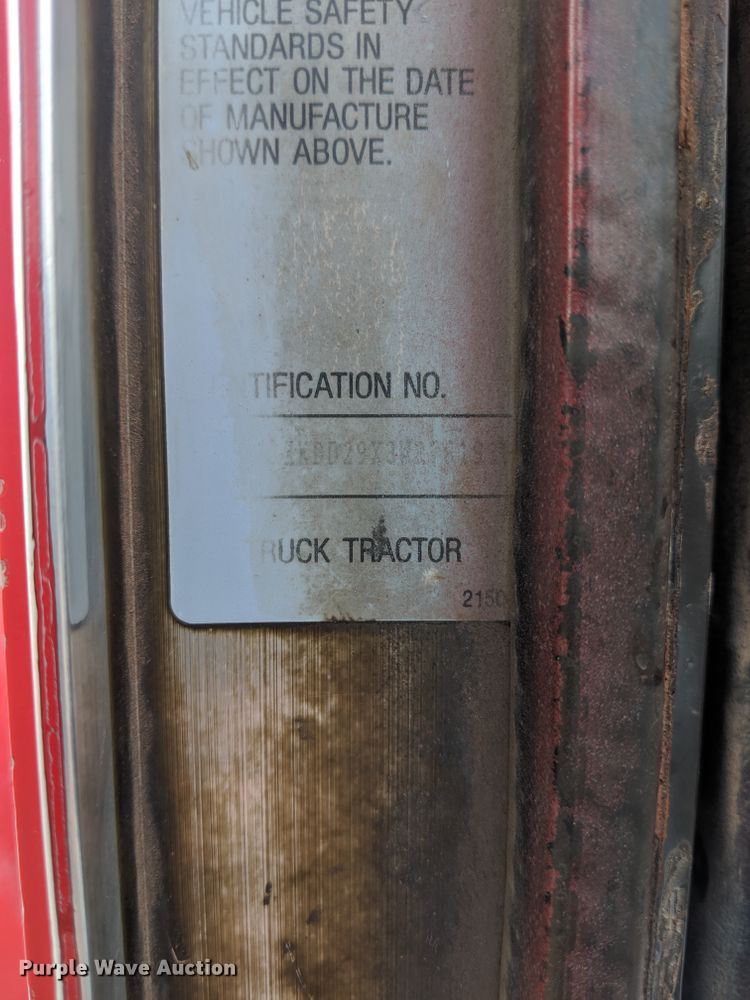 VEHICLE SAFETY
STANDARDS IN
EFFECT ON THE DATE
OF MANUFACTURE
SHOWN ABOVE.
TIFICATION NO.
RUCK TRACTOR
2150
Purple Wave Auction